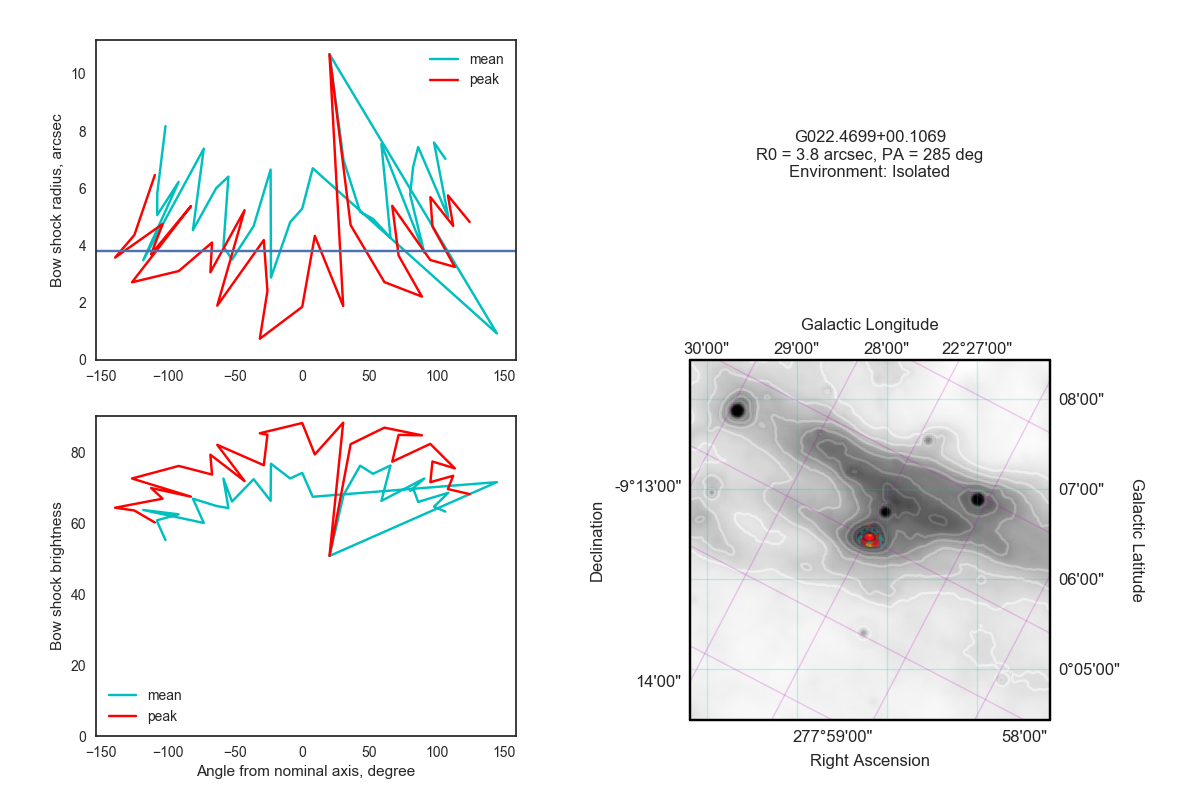 10
8
6
4
2
0
Bow shock radius, arcsec
mean
peak
−150
−100
−50
0
50
100
150
80
60
40
20
0
Bow shock brightness
mean
peak
−150
−100
−50
0
50
100
150
Angle from nominal axis, degree
G022.4699+00.1069
R0 = 3.8 arcsec, PA = 285 deg
Environment: Isolated
Galactic Longitude
30'00"
29'00"
28'00"
22°27'00"
08'00"
07'00"
06'00"
0°05'00"
Galactic Latitude
-9°13'00"
14'00"
Declination
277°59'00"
58'00"
Right Ascension